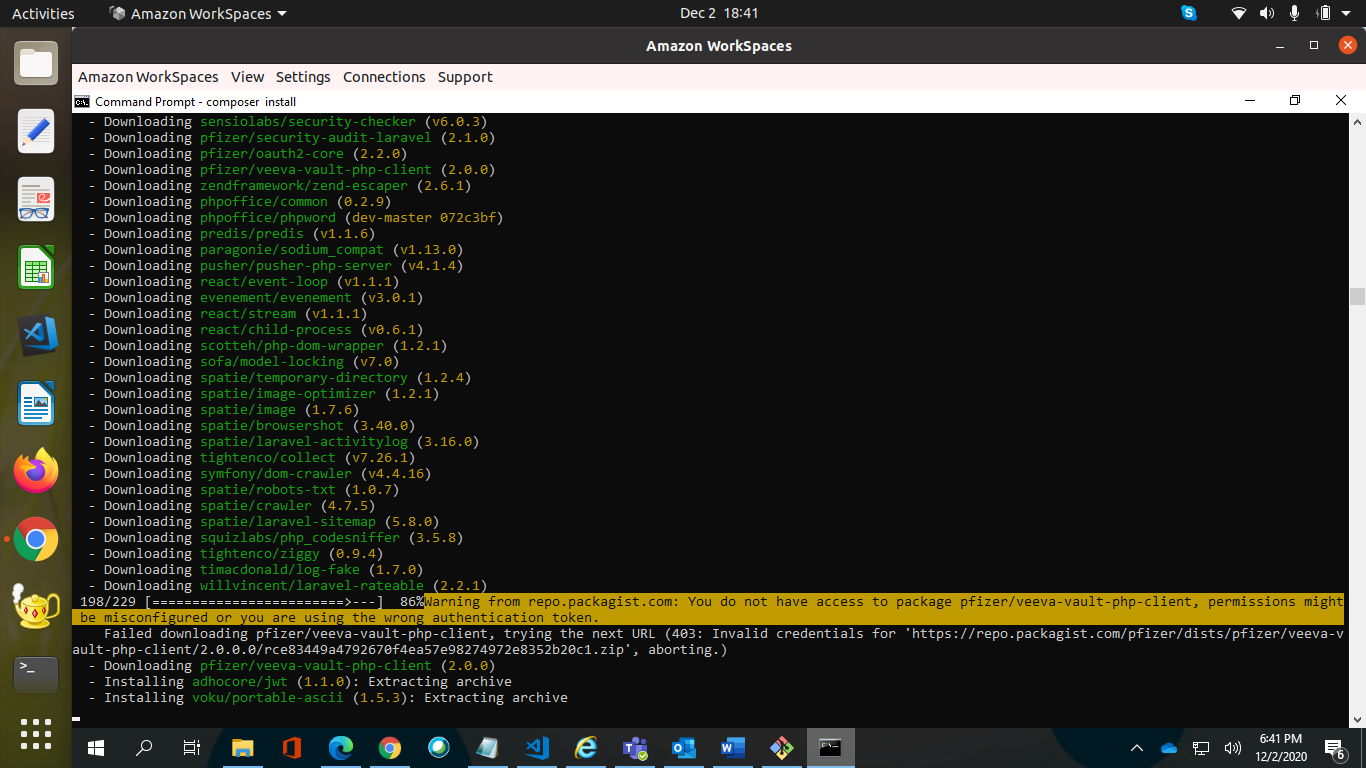 Activities
Amazon WorkSpaces
Dec 2 18:41
Amazon WorkSpaces
Amazon WorkSpaces View Settings Connections Support
Command Prompt - composer install
- Downloading sensiolabs/security-checker (v6.0.3)
- Downloading pfizer/security-audit-laravel (2.1.0)
- Downloading pfizer/oauth2-core (2.2.0)
- Downloading pfizer/veeva-vault-php-client (2.0.0)
- Downloading zendframework/zend-escaper (2.6.1)
- Downloading phpoffice/common (0.2.9)
- Downloading phpoffice/phpword (dev-master 072c3bf)
- Downloading predis/predis (v1.1.6)
- Downloading paragonie/sodium_compat (v1.13.0)
- Downloading pusher/pusher-php-server (v4.1.4)
- Downloading react/event-loop (v1.1.1)
- Downloading evenement/evenement (v3.0.1)
- Downloading react/stream (v1.1.1)
- Downloading react/child-process (v0.6.1)
- Downloading scotteh/php-dom-wrapper (1.2.1)
- Downloading sofa/model-locking (v7.0)
- Downloading spatie/temporary-directory (1.2.4)
- Downloading spatie/image-optimizer (1.2.1)
- Downloading spatie/image (1.7.6)
- Downloading spatie/browsershot (3.40.0)
- Downloading spatie/laravel-activitylog (3.16.0)
- Downloading tightenco/collect (v7.26.1)
- Downloading symfony/dom-crawler (v4.4.16)
- Downloading spatie/robots-txt (1.0.7)
- Downloading spatie/crawler (4.7.5)
- Downloading spatie/laravel-sitemap (5.8.0)
- Downloading squizlabs/php_codesniffer (3.5.8)
- Downloading tightenco/ziggy (0.9.4)
- Downloading timacdonald/log-fake (1.7.0)
- Downloading willvincent/laravel-rateable (2.2.1)
198/229 [========================>---]  86%Warning from repo.packagist.com: You do not have access to package pfizer/veeva-vault-php-client, permissions might
be misconfigured or you are using the wrong authentication token.
Failed downloading pfizer/veeva-vault-php-client, trying the next URL (403: Invalid credentials for 'https://repo.packagist.com/pfizer/dists/pfizer/veeva-v
ault-php-client/2.0.0.0/rce83449a4792670f4ea57e98274972e8352b20c1.zip', aborting.)
- Downloading pfizer/veeva-vault-php-client (2.0.0)
- Installing adhocore/jwt (1.1.0): Extracting archive
- Installing voku/portable-ascii (1.5.3): Extracting archive
6:41 PM
12/2/2020
6